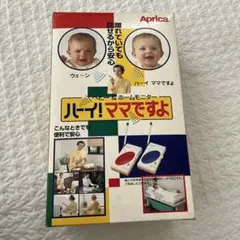 Aprica
離れていても
話せるから安心
ウェーン
ハーイ ママですよ
ホームモニター
ハーイ!ママですよ
こんなときでも
便利で安心